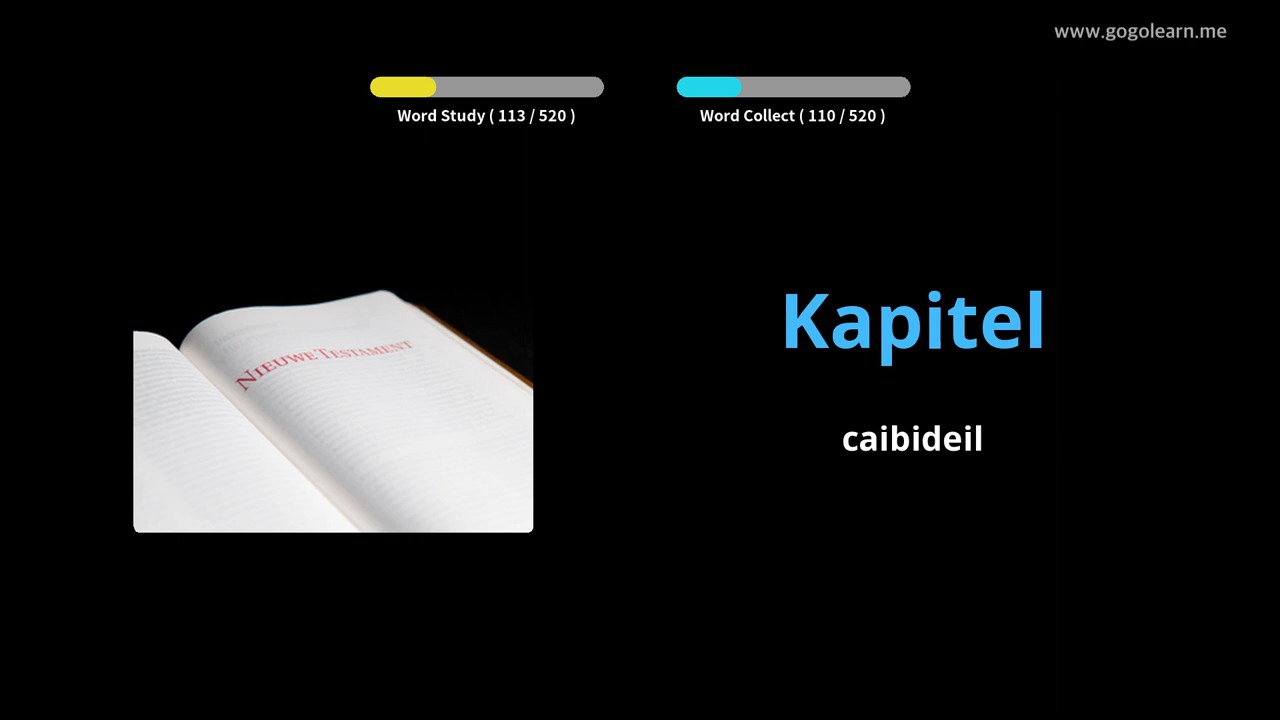 www.gogolearn.me
Word Study ( 113 / 520 )
Word Collect ( 110 / 520 )
NIEUWE TESTAMENT
Kapitel
caibideil